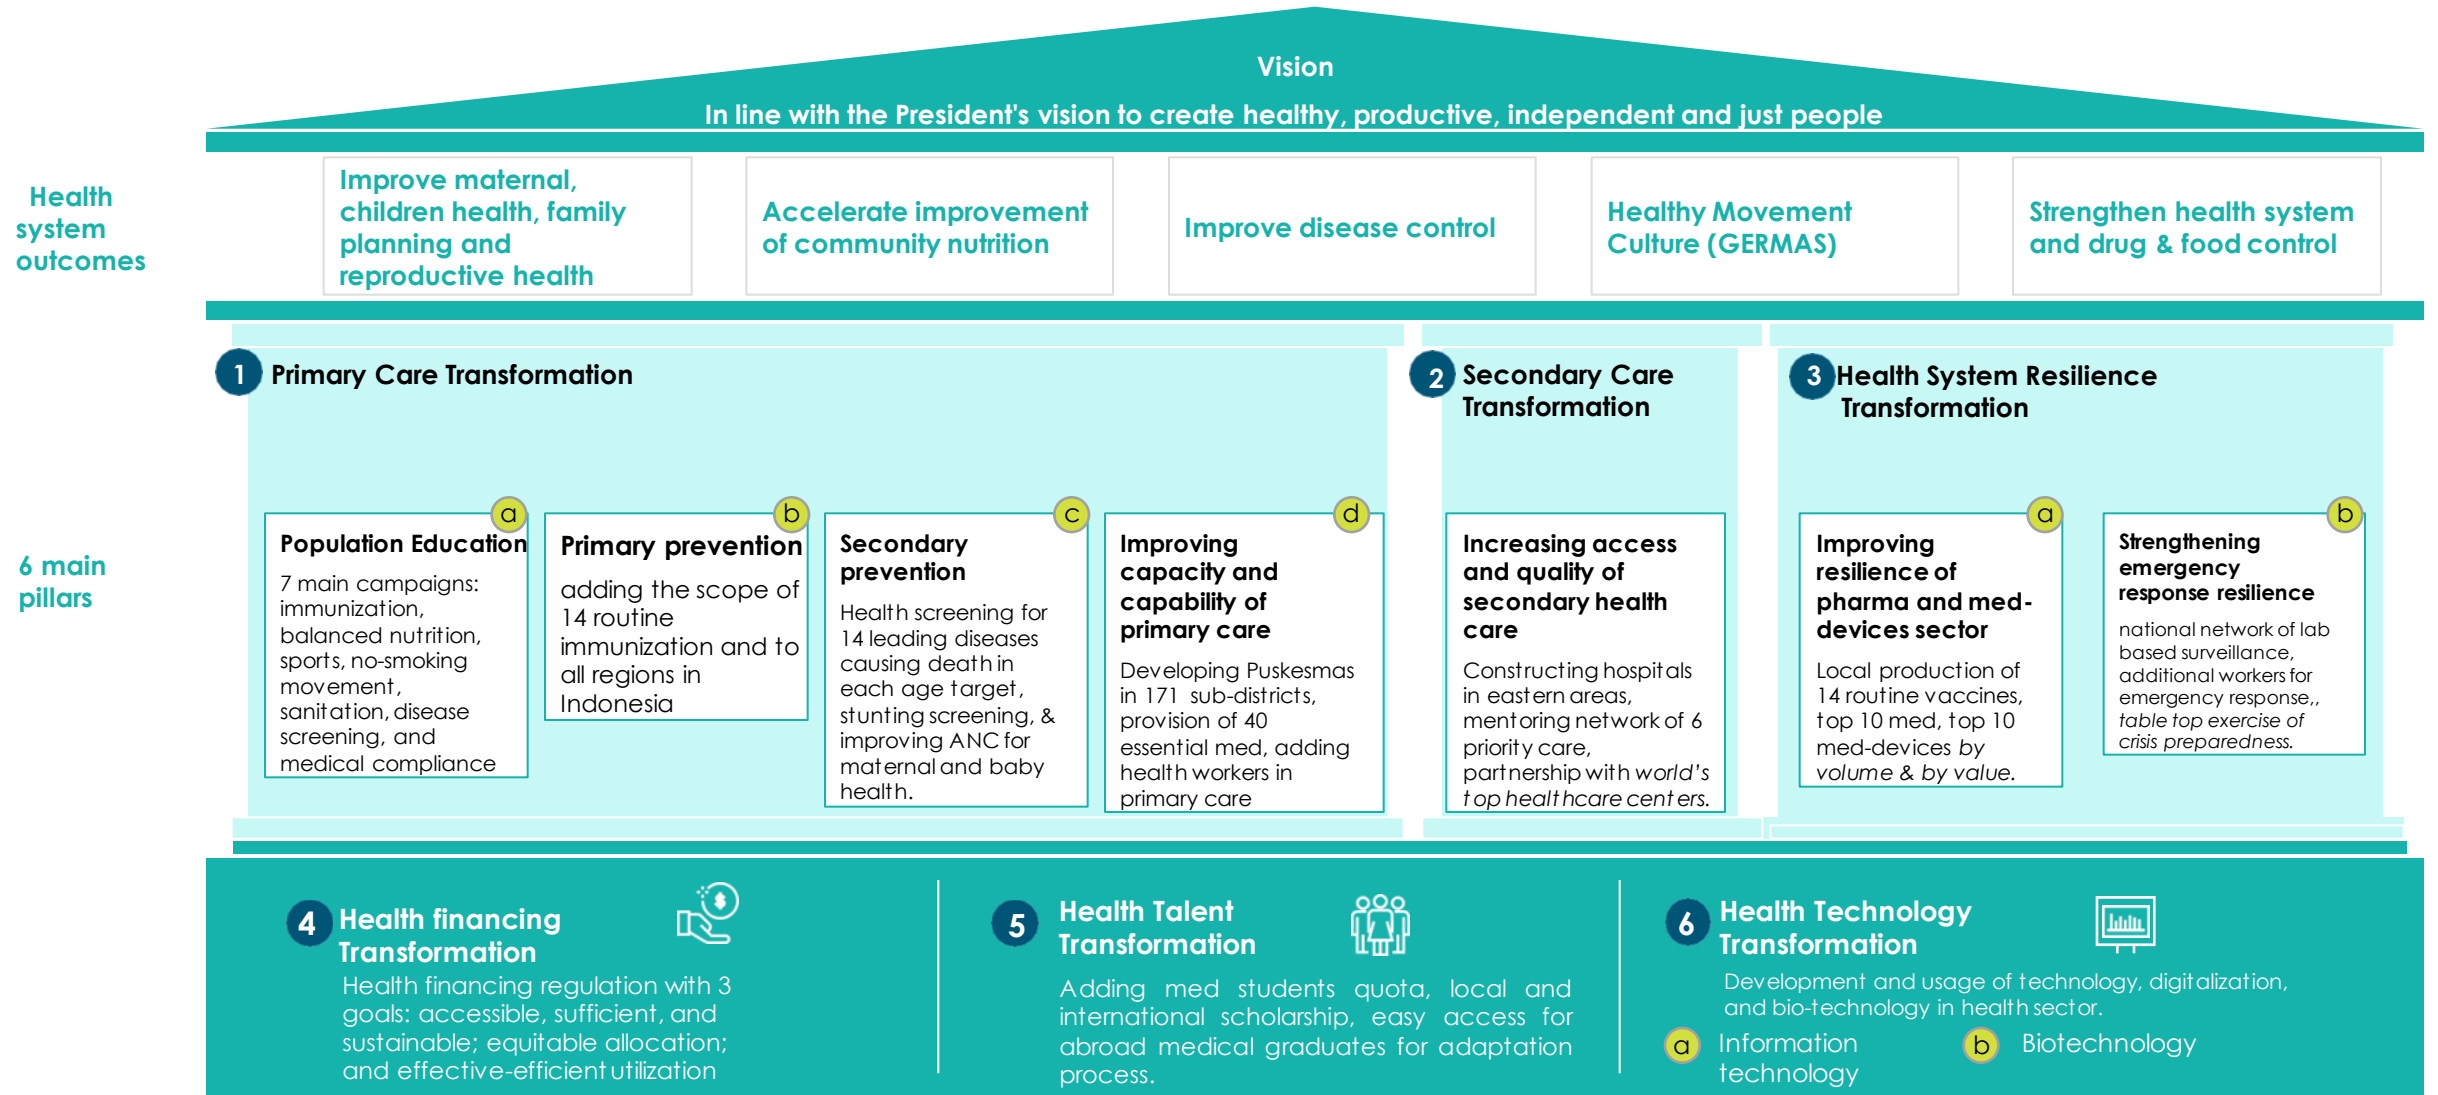 Vision
In line with the President's vision to create healthy, productive, independent and just people
Health
system
outcomes
Improve maternal,
children health, family
planning and
reproductive health
Accelerate improvement
of community nutrition
Improve disease control
Healthy Movement
Culture (GERMAS)
Strengthen health system
and drug & food control
6 main
pillars
1
Primary Care Transformation
a
Population Education
7 main campaigns:
immunization,
balanced nutrition,
sports, no-smoking
movement,
sanitation, disease
screening, and
medical compliance
b
Primary prevention
adding the scope of
14 routine
immunization and to
all regions in
Indonesia
c
Secondary
prevention
Health screening for
14 leading diseases
causing death in
each age target,
stunting screening, &
improving ANC for
maternal and baby
health.
d
Improving
capacity and
capability of
primary care
Developing Puskesmas
in 171 sub-districts,
provision of 40
essential med, adding
health workers in
primary care
2
Secondary Care
Transformation
Increasing access
and quality of
secondary health
care
Constructing hospitals
in eastern areas,
mentoring network of 6
priority care,
partnership with world's
top healthcare centers.
3
Health System Resilience
Transformation
a
Improving
resilience of
pharma and med-
devices sector
Local production of
14 routine vaccines,
top 10 med, top 10
med-devices by
volume & by value.
b
Strengthening
emergency
response resilience
national network of lab
based surveillance,
additional workers for
emergency response,,
table top exercise of
crisis preparedness.
4
Health financing
Transformation
Health financing regulation with 3
goals: accessible, sufficient, and
sustainable; equitable allocation;
and effective-efficient utilization
5
Health Talent
Transformation
Adding med students quota, local and
international scholarship, easy access for
abroad medical graduates for adaptation
process.
6
Health Technology
Transformation
Development and usage of technology, digitalization,
and bio-technology in health sector.
a
Information
technology
b
Biotechnology